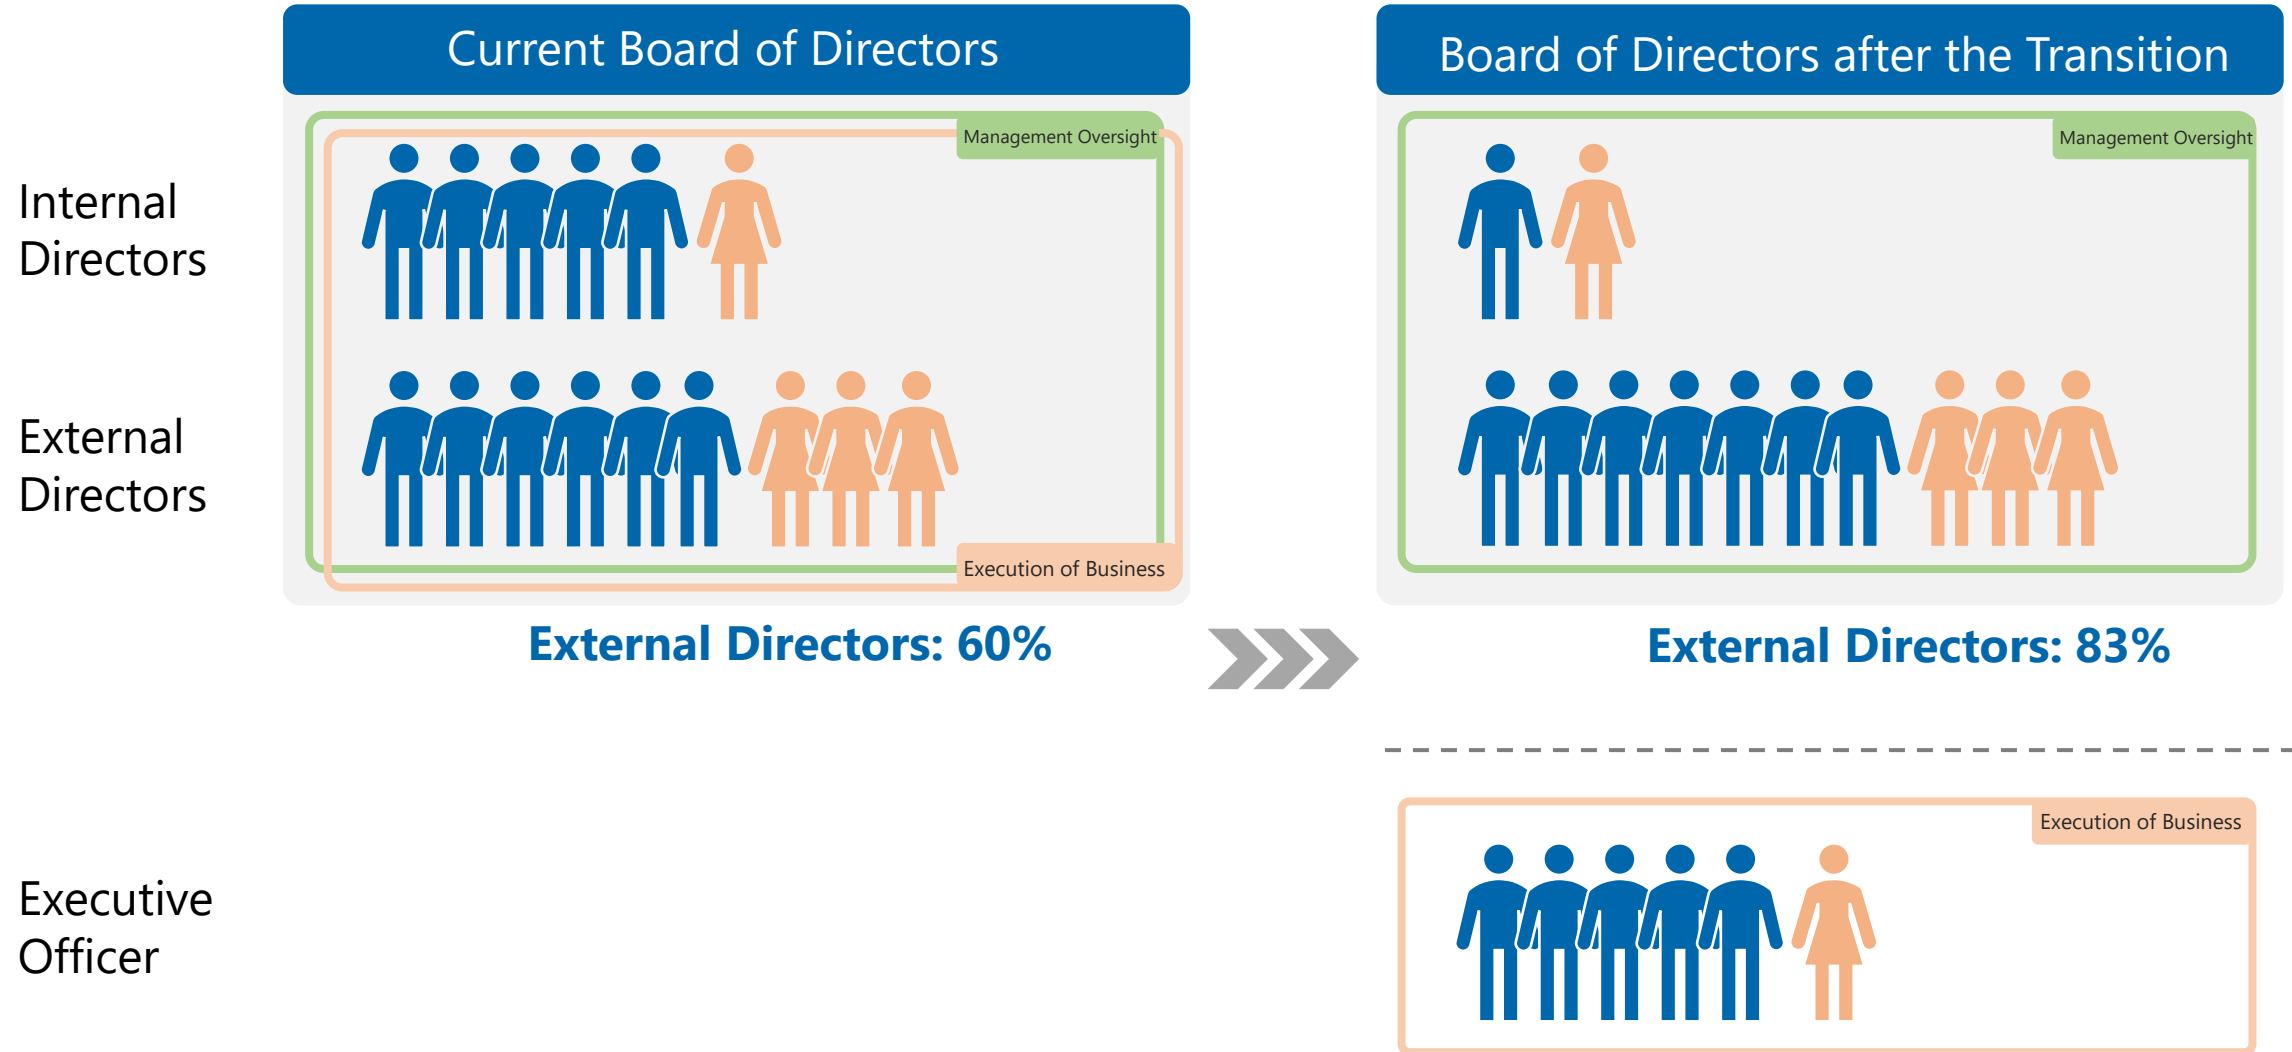 Current Board of Directors
Board of Directors after the Transition
Management Oversight
Management Oversight
Internal
Directors
External
Directors
Execution of Business
External Directors: 60%
External Directors: 83%
Execution of Business
Executive
Officer